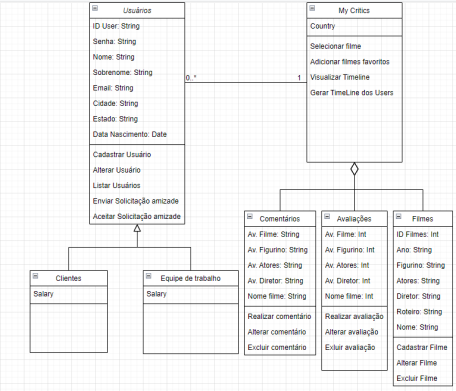 Usuários
ID User: String
Senha: String
Nome: String
Sobrenome: String
Email: String
Cidade: String
Estado: String
Data Nascimento: Date
Cadastrar Usuário
Alterar Usuário
Listar Usuários
Enviar Solicitação amizade
Aceitar Solicitação amizade
0..*
1
My Critics
Country
Selecionar filme
Adicionar filmes favoritos
Visualizar Timeline
Gerar TimeLine dos Users
Clientes
Salary
Equipe de trabalho
Salary
Comentários
Av. Filme: String
Av. Figurino: String
Av. Atores: String
Av. Diretor: String
Nome filme: String
Realizar comentário
Alterar comentário
Excluir comentário
Avaliações
Av. Filme: Int
Av. Figurino: Int
Av. Atores: Int
Av. Diretor: Int
Nome filme: Int
Realizar avaliação
Alterar avaliação
Exluir avaliação
Filmes
ID Filmes: Int
Ano: String
Figurino: String
Atores: String
Diretor: String
Roteiro: String
Nome: String
Cadastrar Filme
Alterar Filme
Excluir Filme